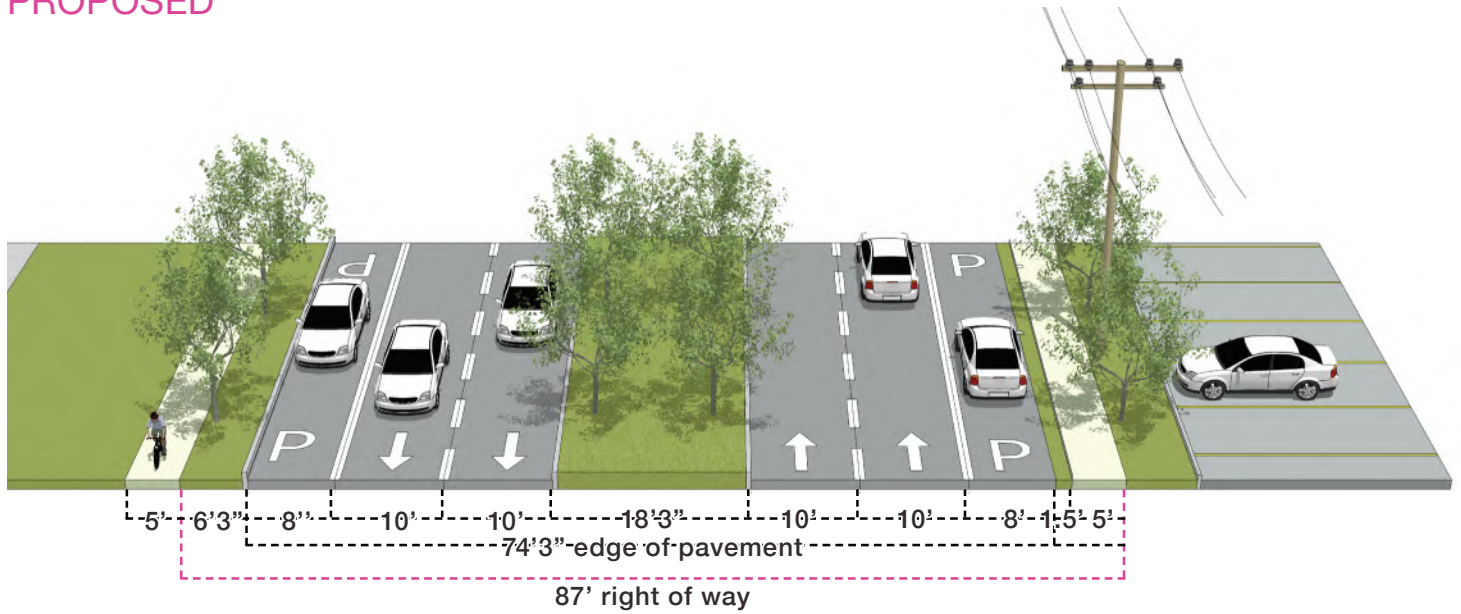 PROPOSED
P
P
P
P
5' 6'3" 8'' 10' 10' 18'3" 10' 10' 8' 1.5' 5'
74'3" edge of pavement
87' right of way